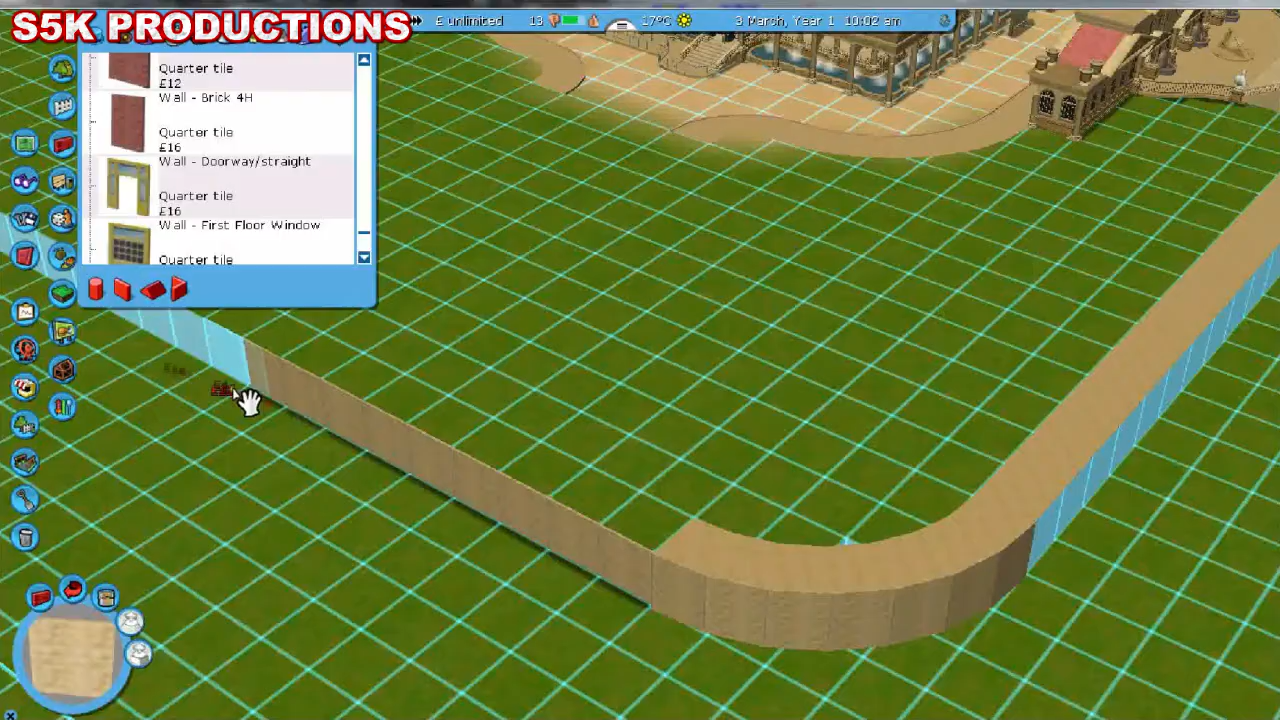 S5K PRODUCTIONS
£ unlimited 13 17°C 3 March, Year 1 10:02 am
Quarter tile
£12
Wall - Brick 4H
Quarter tile
£16
Wall - Doorway/straight
Quarter tile
£16
Wall - First Floor Window
Quarter tile